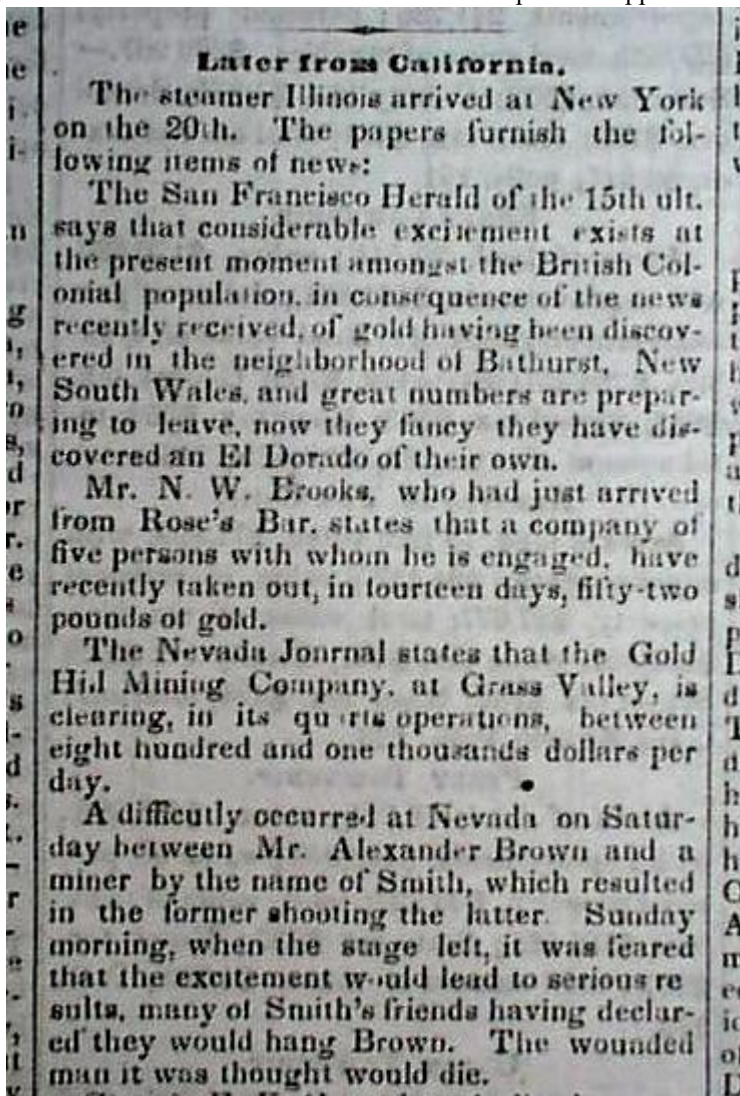 Later from California.
The steamer Illinois arrived at New York
on the 20th. The papers furnish the fol-
lowing items of news:
The San Francisco Herald of the 15th ult.
says that considerable excitement exists at
the present moment amongst the British Col-
onial population, in consequence of the news
recently received, of gold having been discov-
ered in the neighborhood of Bathurst, New
South Wales, and great numbers are prepar-
ing to leave, now they fancy they have dis-
covered an El Dorado of their own.
Mr. N. W. Brooks, who had just arrived
from Rose's Bar, states that a company of
five persons with whom he is engaged, have
recently taken out, in fourteen days, fifty-two
pounds of gold.
The Nevada Journal states that the Gold
Hill Mining Company, at Grass Valley, is
clearing, in its quarts operations, between
eight hundred and one thousands dollars per
day.
A difficutly occurred at Nevada on Satur-
day between Mr. Alexander Brown and a
miner by the name of Smith, which resulted
in the former shooting the latter. Sunday
morning, when the stage left, it was feared
that the excitement would lead to serious re
sults, many of Smith's friends having declar-
ed they would hang Brown. The wounded
man it was thought would die.